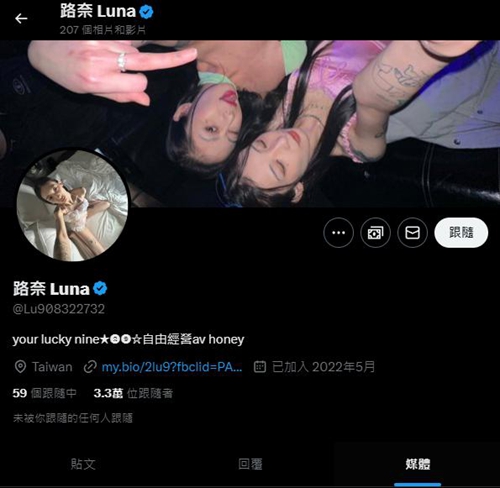 路奈 Luna
207 個相片和影片
跟隨
路奈 Luna
@Lu908322732
your lucky nine★❺❾☆自由經營av honey
Taiwan my.bio/2lu9?fbclid=PA... 已加入 2022年5月
59 個跟隨中 3.3萬 位跟隨者
未被你跟隨的任何人跟隨
貼文 回覆 媒體